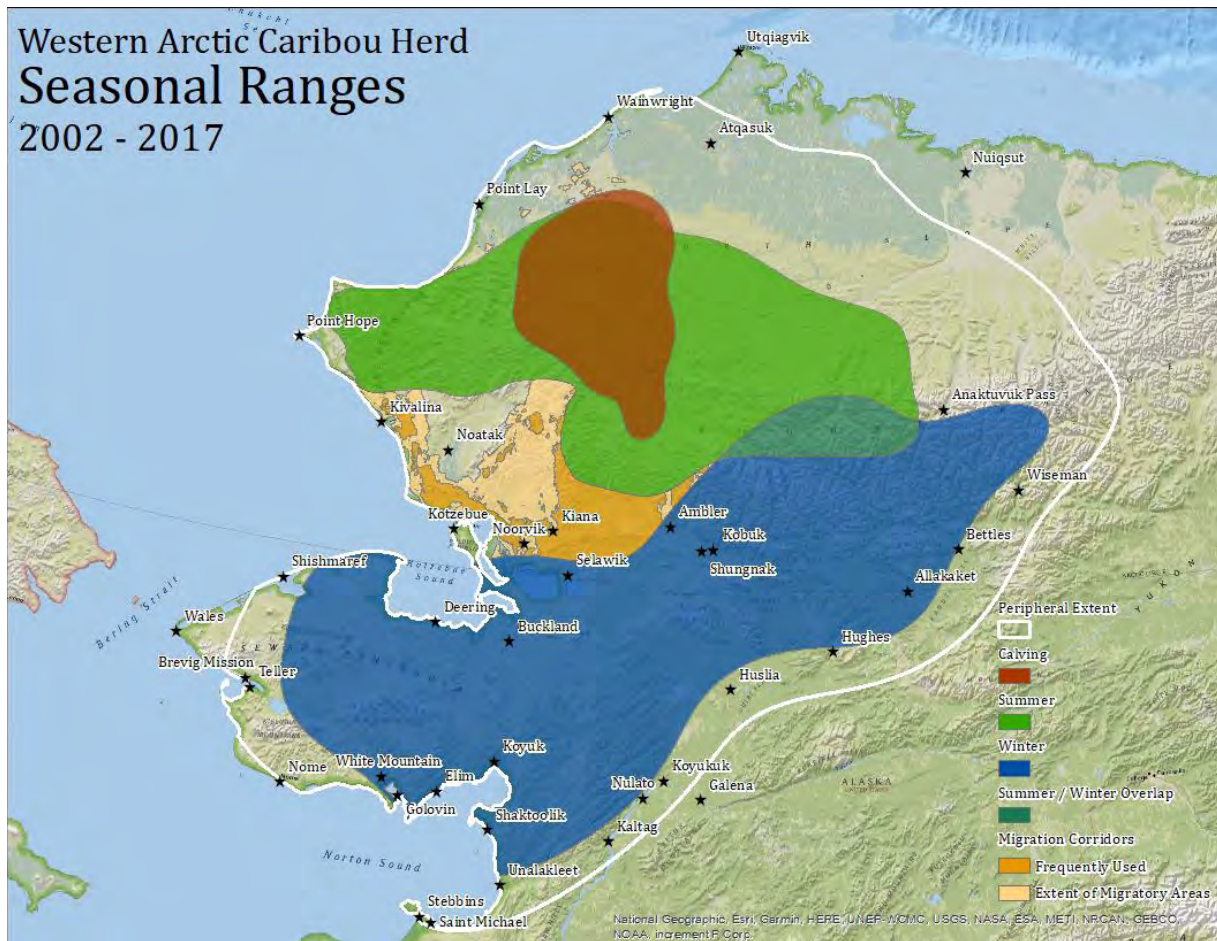 Western Arctic Caribou Herd
Seasonal Ranges
2002 - 2017
Utqiagvik
Wainwright
Atqasuk
Nuiqsut
Point Lay
Point Hope
Kivalina
Noatak
Anaktuvuk Pass
Wiseman
Kotzebue
Noorvik
Kiana
Ambler
Kobuk
Shungnak
Bettles
Selawik
Allakaket
Shishmaref
Kotzebue
Sound
Bering Strait
Wales
Deering
Buckland
Hughes
YUKON
Brevig Mission
Teller
Huslia
Koyuk
White Mountain
Elim
Nome
Golovin
Nulato
Koyukuk
Galena
ALASKA
Shaktoolik
Kaltag
Norton Sound
Unalakleet
Stebbins
Saint Michael
Peripheral Extent
Calving
Summer
Winter
Summer / Winter Overlap
Migration Corridors
Frequently Used
Extent of Migratory Areas
National Geographic, Esri, Garmin, HERE, UNEP-WCMC, USGS, NASA, ESA, METI, NRCAN, GEBCO,
NOAA, increment P Corp.